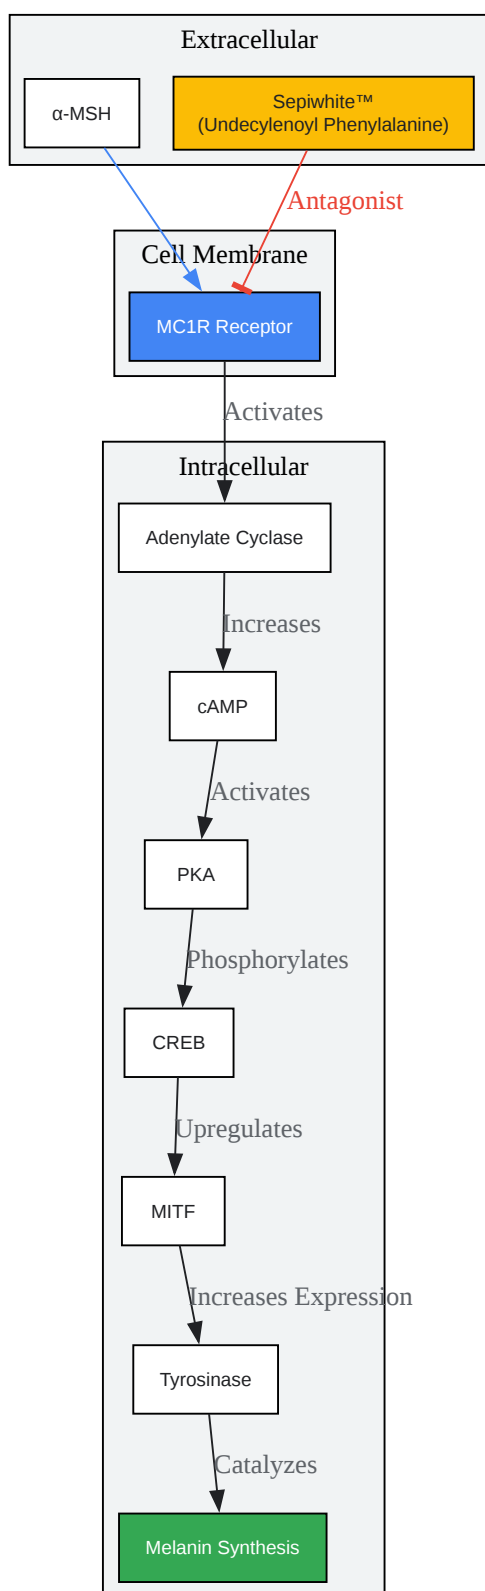 Extracellular
α-MSH
Sepiwhite™
(Undecylenoyl Phenylalanine)
Antagonist
Cell Membrane
MC1R Receptor
Activates
Intracellular
Adenylate Cyclase
Increases
cAMP
Activates
PKA
Phosphorylates
CREB
Upregulates
MITF
Increases Expression
Tyrosinase
Catalyzes
Melanin Synthesis